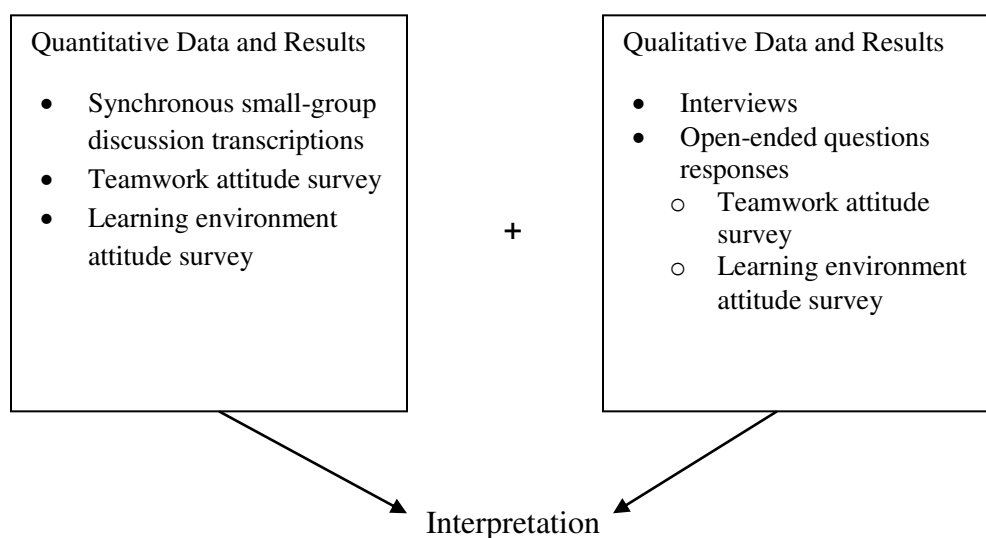 Quantitative Data and Results
• Synchronous small-group
discussion transcriptions
• Teamwork attitude survey
• Learning environment
attitude survey
+
Qualitative Data and Results
• Interviews
• Open-ended questions
responses
o Teamwork attitude
survey
o Learning environment
attitude survey
Interpretation